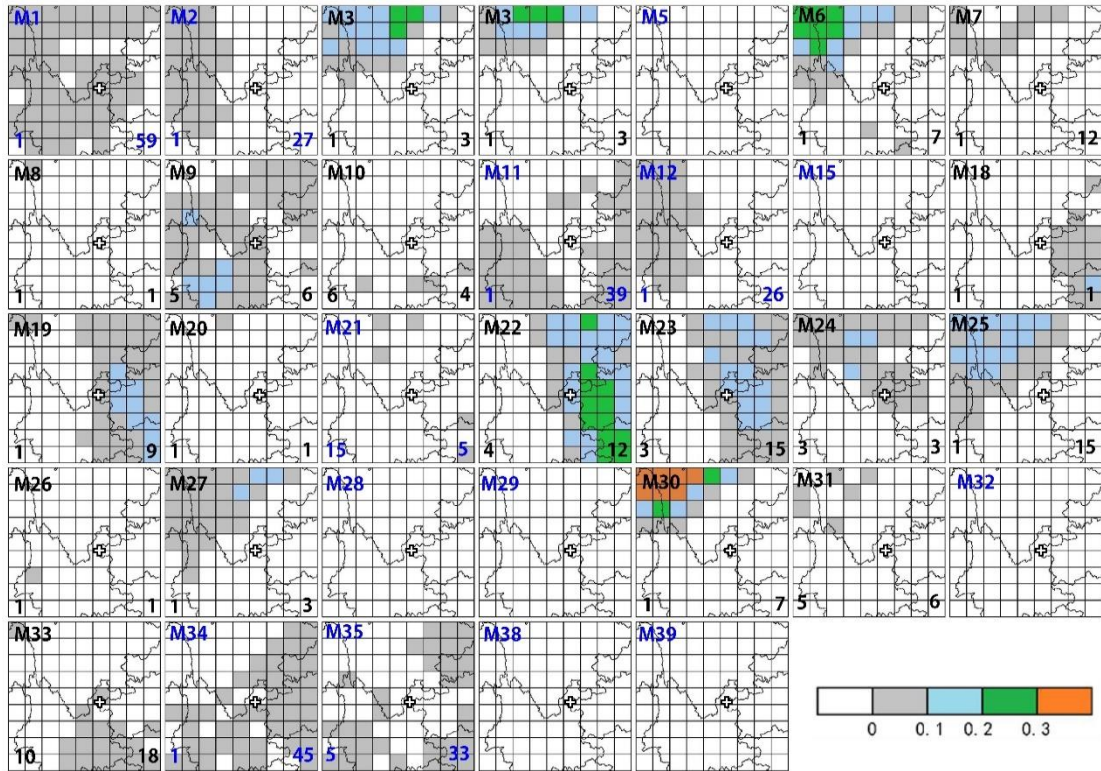 M1 M2 M3 M3 M5 M6 M7
1 59 1 27 1 3 1 3 1 7 1 12
M8 M9 M10 M11 M12 M15 M18
1 1 5 6 6 4 1 39 1 26 1 1
M19 M20 M21 M22 M23 M24 M25
1 9 1 1 15 5 4 12 3 15 3 3 1 15
M26 M27 M28 M29 M30 M31 M32
1 1 1 3 1 7 5 6
M33 M34 M35 M38 M39
0 0. 1 0. 2 0. 3
10 18 1 45 5 33